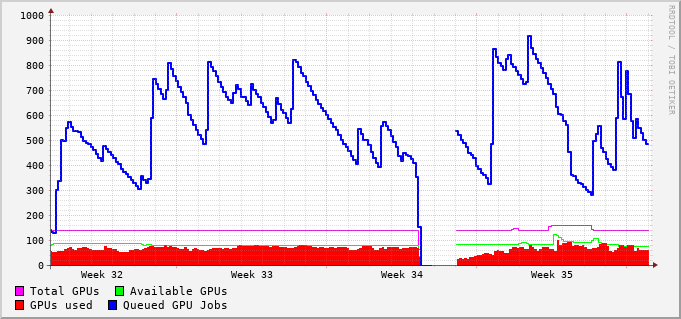 1000
900
800
700
600
500
400
300
200
100
0
Week 32 Week 33 Week 34 Week 35
Total GPUs Available GPUs
GPUs used Queued GPU Jobs
RRDTOOL / TOBI OETIKER